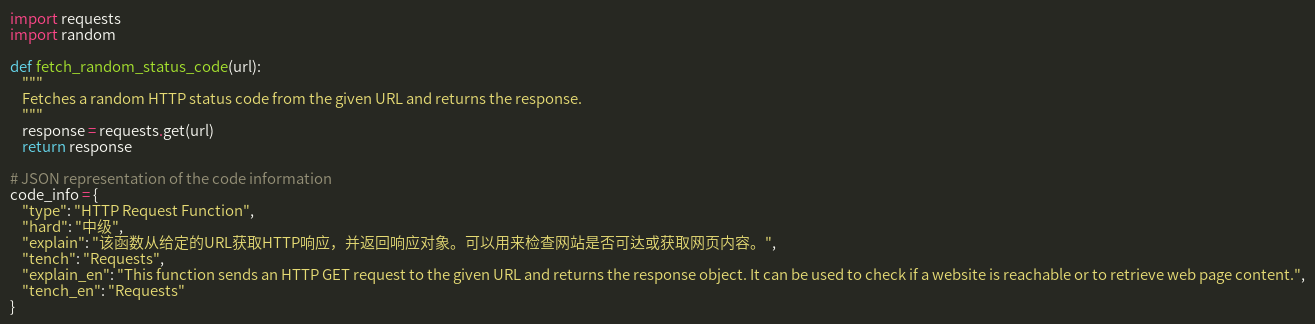 import requests
import random

def fetch_random_status_code(url):
    """
    Fetches a random HTTP status code from the given URL and returns the response.
    """
    response = requests.get(url)
    return response

# JSON representation of the code information
code_info = {
    "type": "HTTP Request Function",
    "hard": "中级",
    "explain": "该函数从给定的URL获取HTTP响应，并返回响应对象。可以用来检查网站是否可达或获取网页内容。",
    "tench": "Requests",
    "explain_en": "This function sends an HTTP GET request to the given URL and returns the response object. It can be used to check if a website is reachable or to retrieve web page content.",
    "tench_en": "Requests"
}